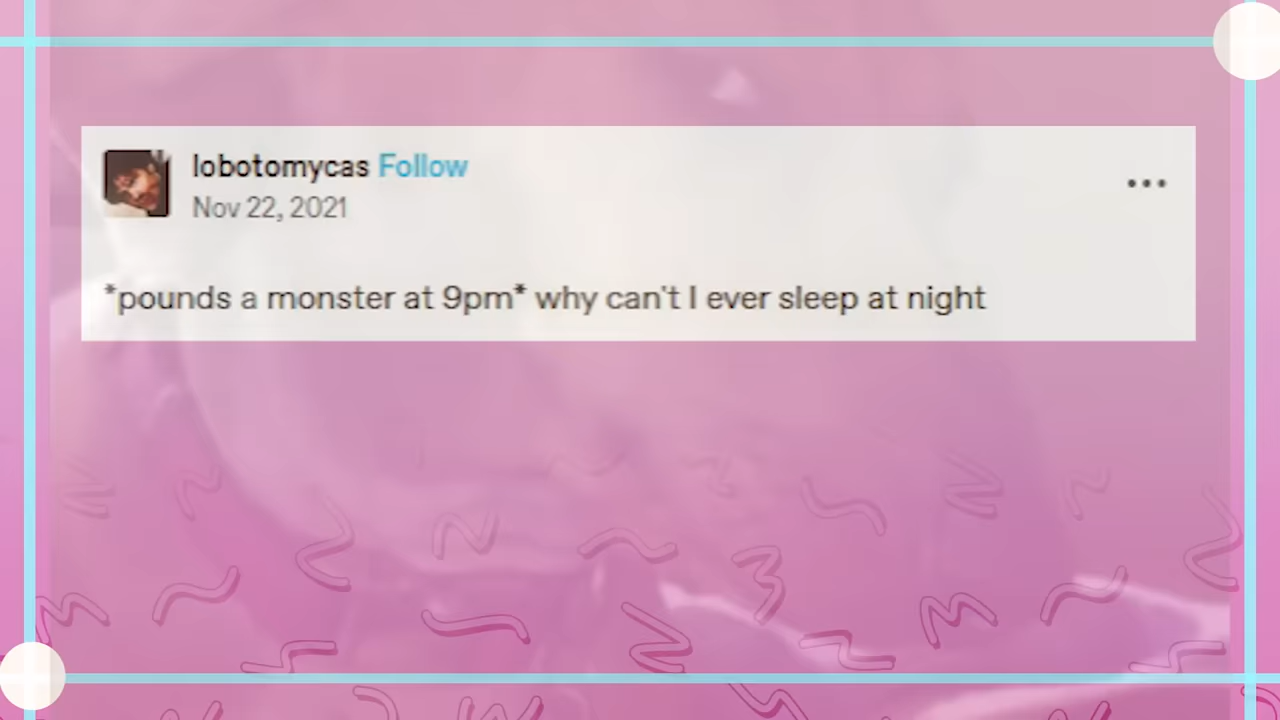 lobotomycas Follow
Nov 22, 2021
*pounds a monster at 9pm* why can't I ever sleep at night